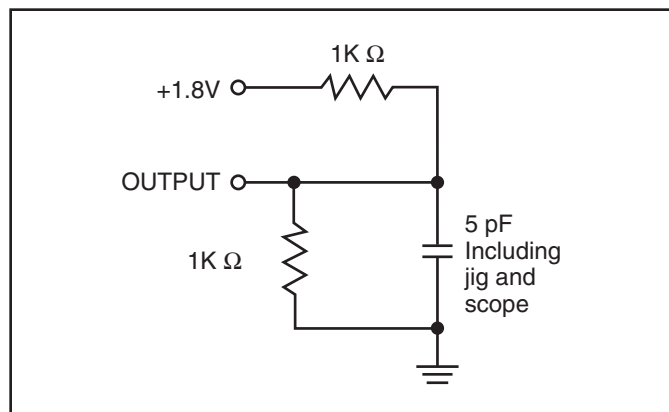 1K Ω
+1.8V
OUTPUT
1K Ω
5 pF
Including
jig and
scope